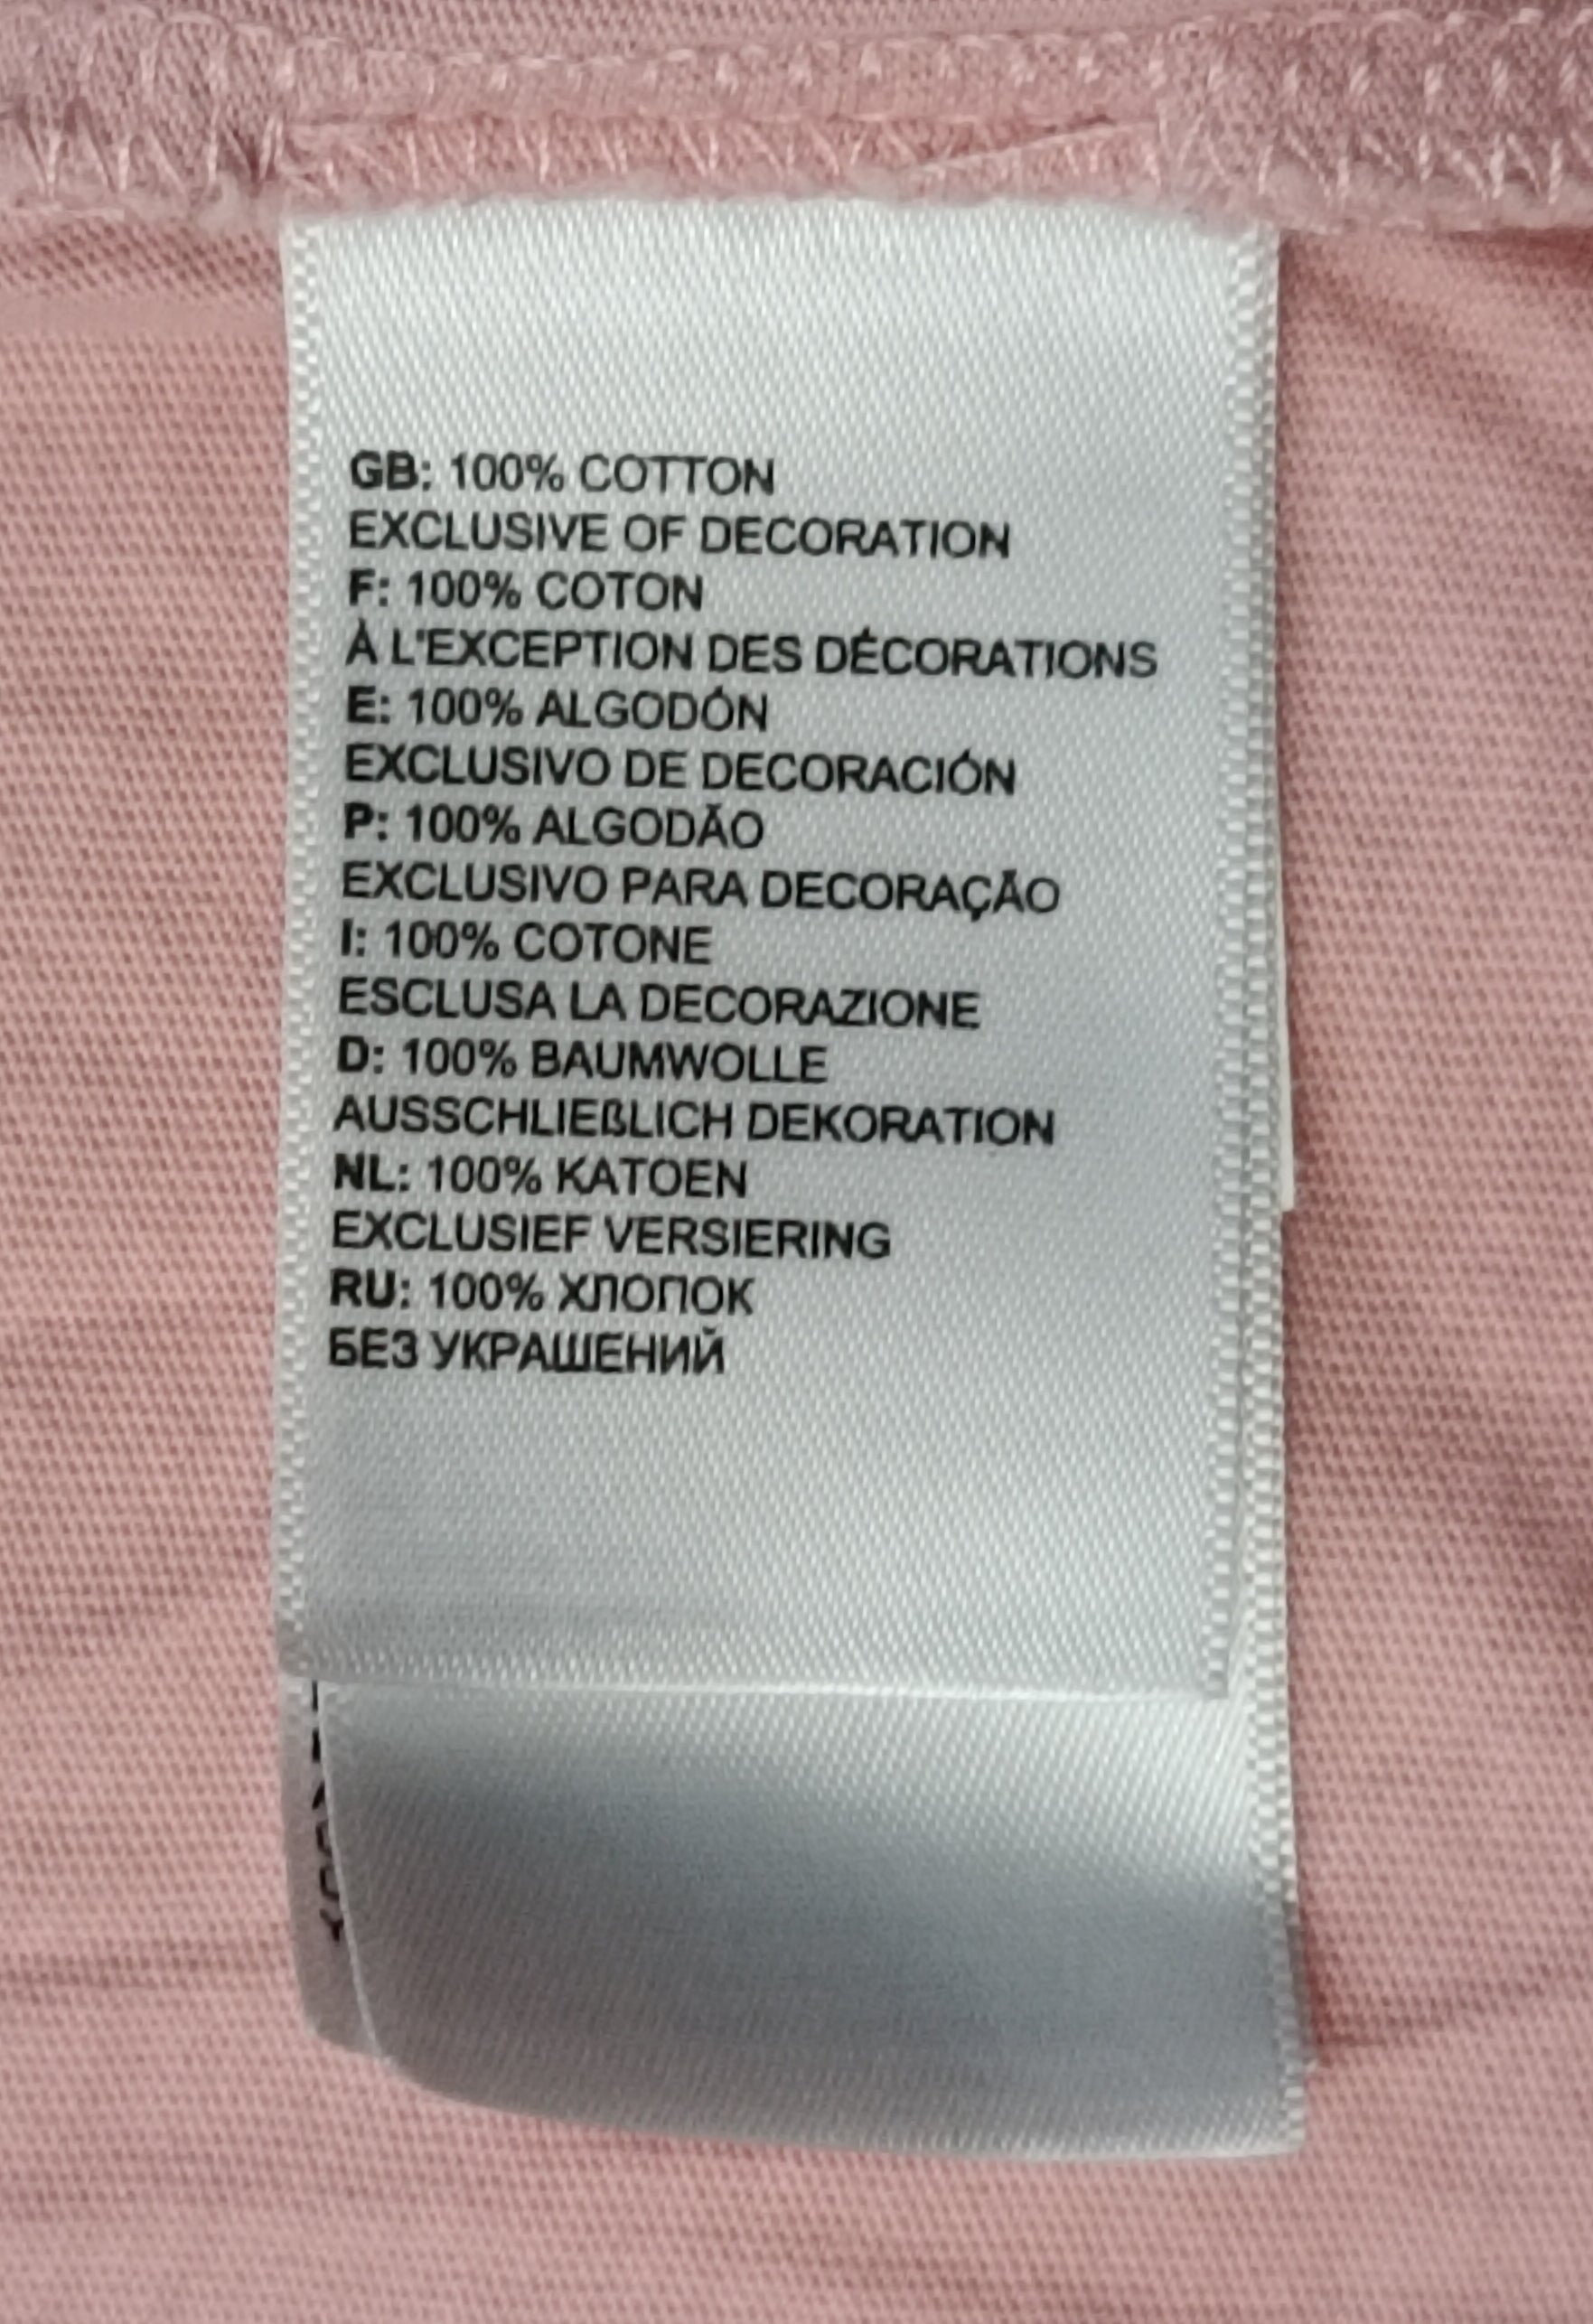 GB: 100% COTTON
EXCLUSIVE OF DECORATION
F: 100% COTON
À L'EXCEPTION DES DÉCORATIONS
E: 100% ALGODÓN
EXCLUSIVO DE DECORACIÓN
P: 100% ALGODÃO
EXCLUSIVO PARA DECORAÇÃO
I: 100% COTONE
ESCLUSA LA DECORAZIONE
D: 100% BAUMWOLLE
AUSSCHLIEßLICH DEKORATION
NL: 100% KATOEN
EXCLUSIEF VERSIERING
RU: 100% ХЛОПОК
БЕЗ УКРАШЕНИЙ